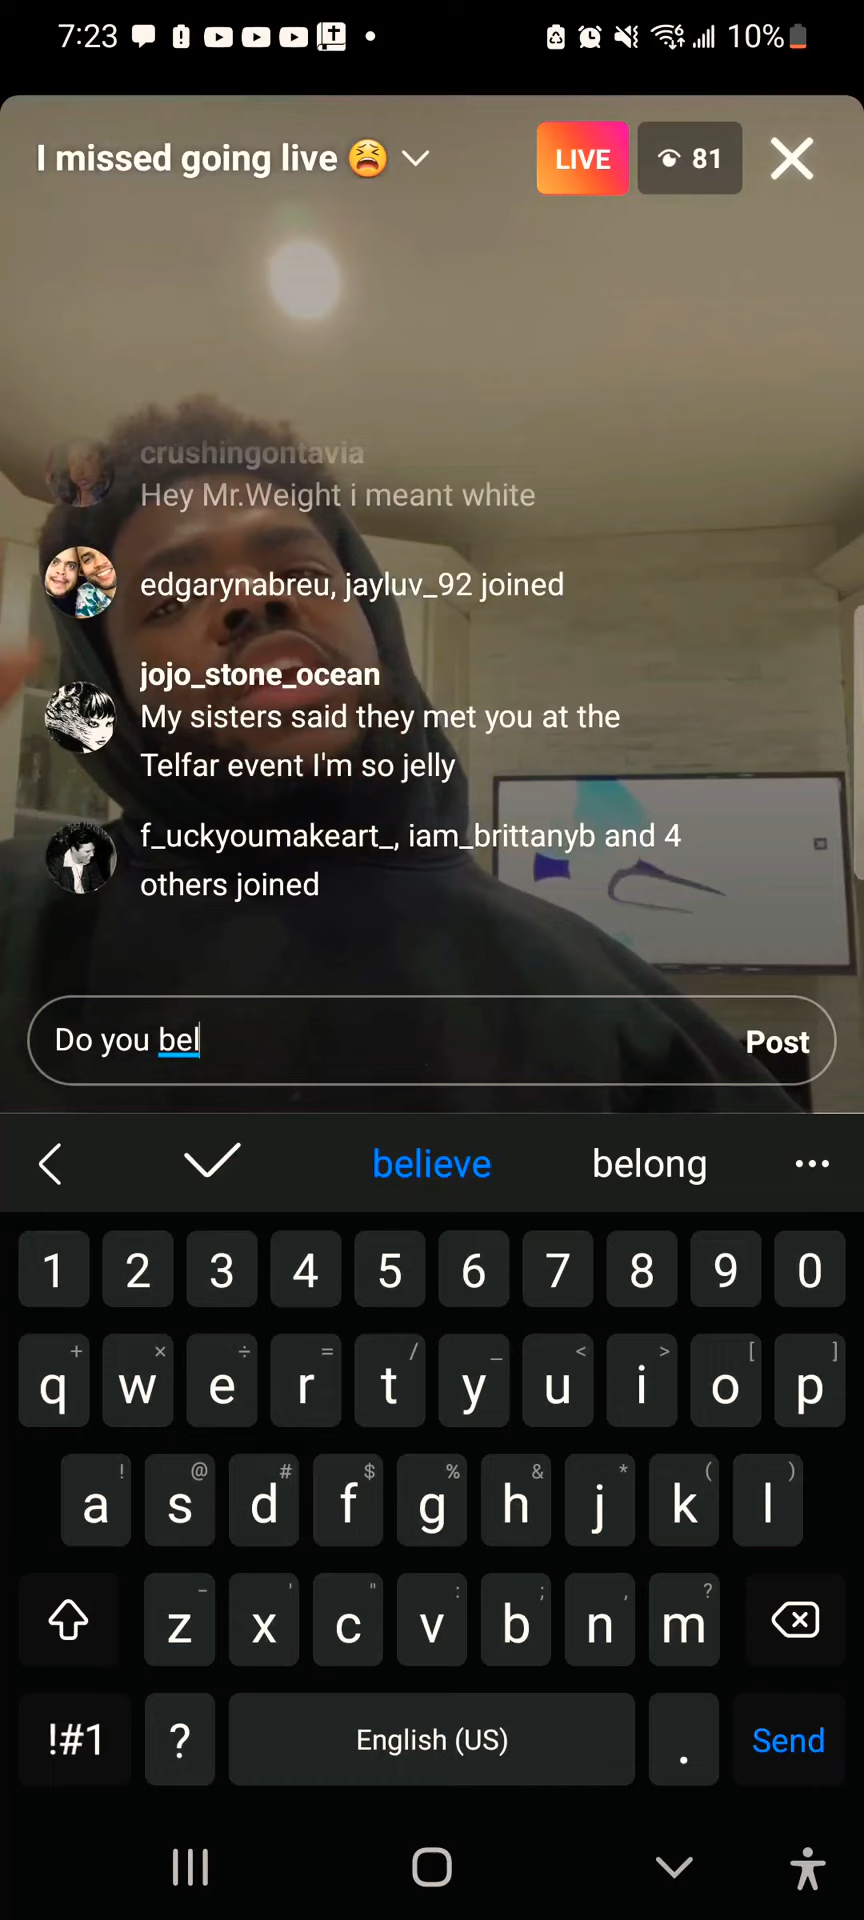 7:23 10%
I missed going live 😫 LIVE 81
crushingontavia
Hey Mr.Weight i meant white
edgarynabreu, jayluv_92 joined
jojo_stone_ocean
My sisters said they met you at the
Telfar event I'm so jelly
f_uckyoumakeart_, iam_brittanyb and 4
others joined
Do you bel Post
believe belong ...
1 2 3 4 5 6 7 8 9 0
+ × ÷ = / _ < > [ ]
q w e r t y u i o p
! @ # $ % & * ( )
a s d f g h j k l
- ' " : ; , ?
z x c v b n m
!#1 ? English (US) . Send